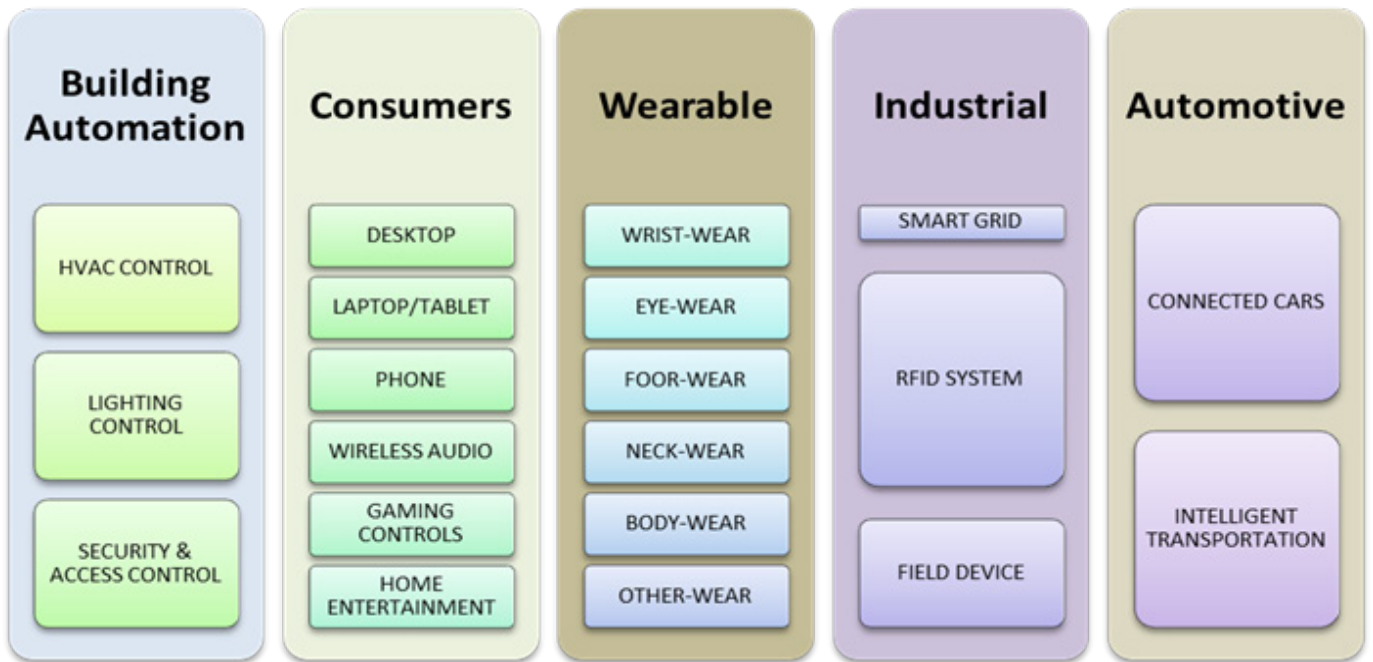 Building
Automation
HVAC CONTROL
LIGHTING
CONTROL
SECURITY &
ACCESS CONTROL
Consumers
DESKTOP
LAPTOP/TABLET
PHONE
WIRELESS AUDIO
GAMING
CONTROLS
HOME
ENTERTAINMENT
Wearable
WRIST-WEAR
EYE-WEAR
FOOR-WEAR
NECK-WEAR
BODY-WEAR
OTHER-WEAR
Industrial
SMART GRID
RFID SYSTEM
FIELD DEVICE
Automotive
CONNECTED CARS
INTELLIGENT
TRANSPORTATION